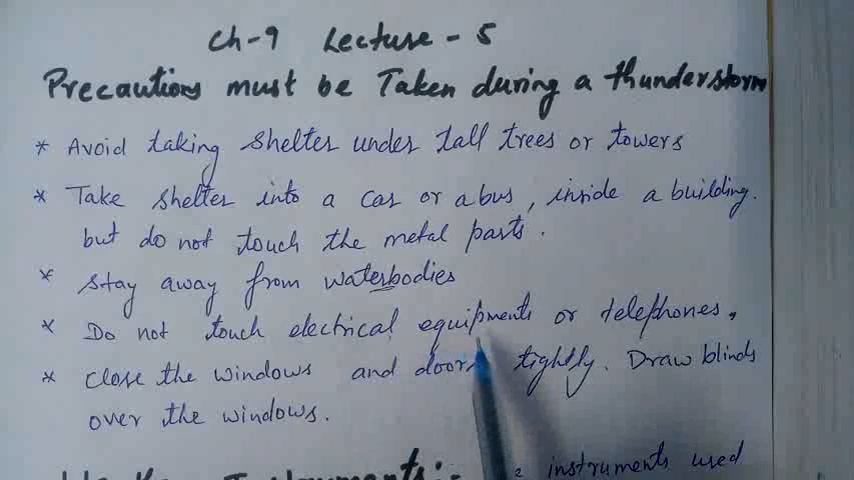 Ch-9 Lecture - 5
Precautions must be Taken during a thunderstorm
* Avoid taking shelter under tall trees or towers
* Take shelter into a car or a bus, inside a building.
but do not touch the metal parts.
* Stay away from waterbodies
* Do not touch electrical equipments or telephones,
* Close the windows and doors tightly. Draw blinds
over the windows.
instruments used